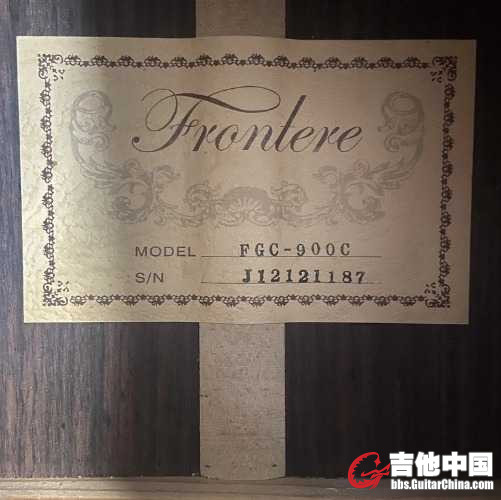 Frontere
MODEL FGC-900C
S/N J12121187
吉他中国
bbs.GuitarChina.com